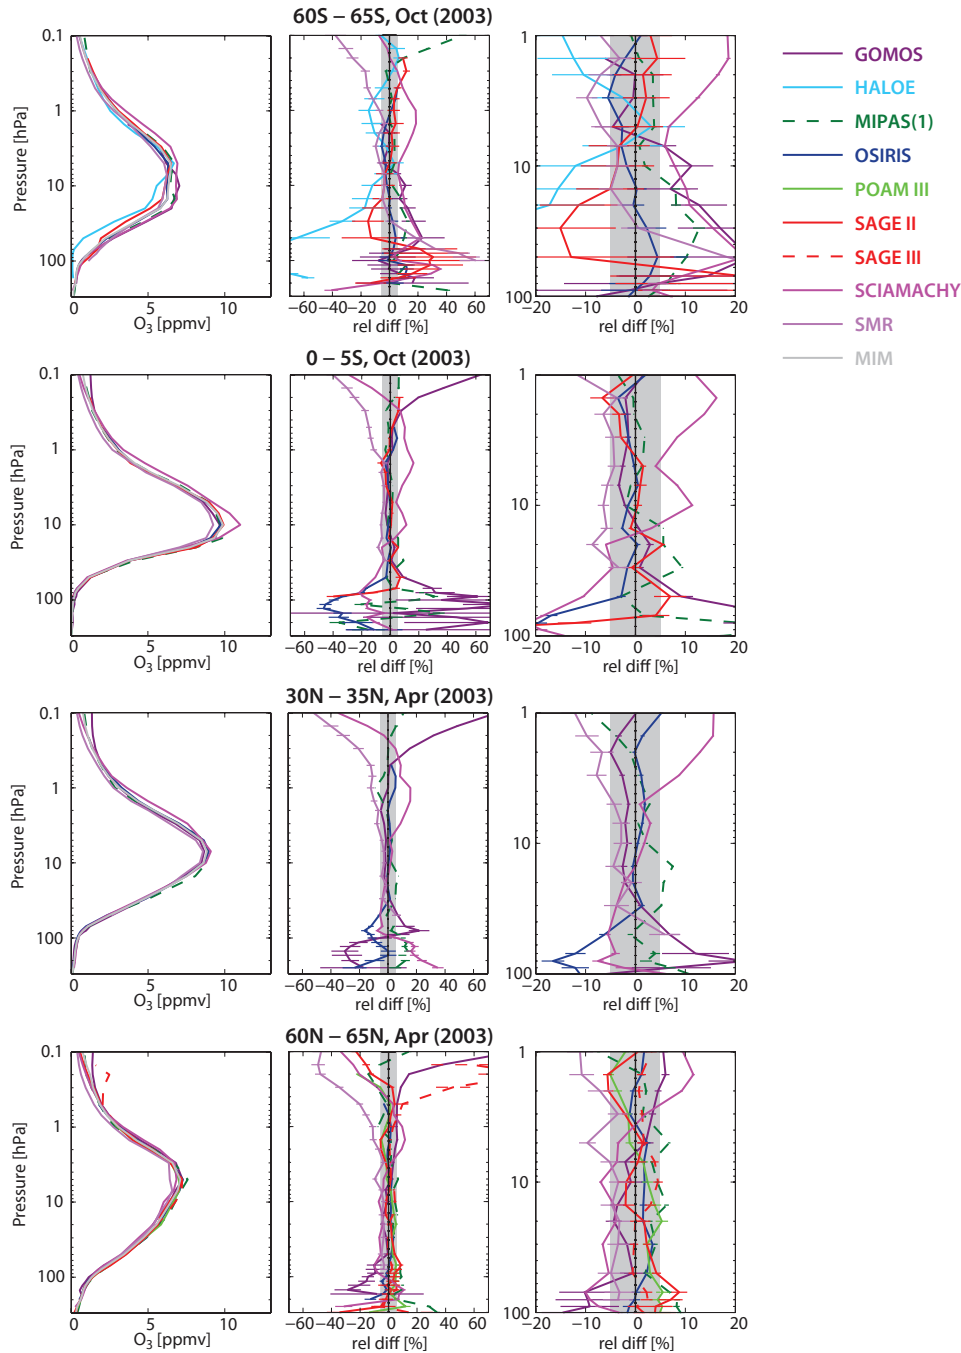 60S – 65S, Oct (2003)
0.1
1
10
100
Pressure [hPa]
0 5 10
O3 [ppmv]
−60 −40 −20 0 20 40 60
rel diff [%]
1
10
100
−20 −10 0 10 20
rel diff [%]
GOMOS
HALOE
MIPAS(1)
OSIRIS
POAM III
SAGE II
SAGE III
SCIAMACHY
SMR
MIM
0 – 5S, Oct (2003)
0.1
1
10
100
Pressure [hPa]
0 5 10
O3 [ppmv]
−60 −40 −20 0 20 40 60
rel diff [%]
1
10
100
−20 −10 0 10 20
rel diff [%]
30N – 35N, Apr (2003)
0.1
1
10
100
Pressure [hPa]
0 5 10
O3 [ppmv]
−60 −40 −20 0 20 40 60
rel diff [%]
1
10
100
−20 −10 0 10 20
rel diff [%]
60N – 65N, Apr (2003)
0.1
1
10
100
Pressure [hPa]
0 5 10
O3 [ppmv]
−60 −40 −20 0 20 40 60
rel diff [%]
1
10
100
−20 −10 0 10 20
rel diff [%]